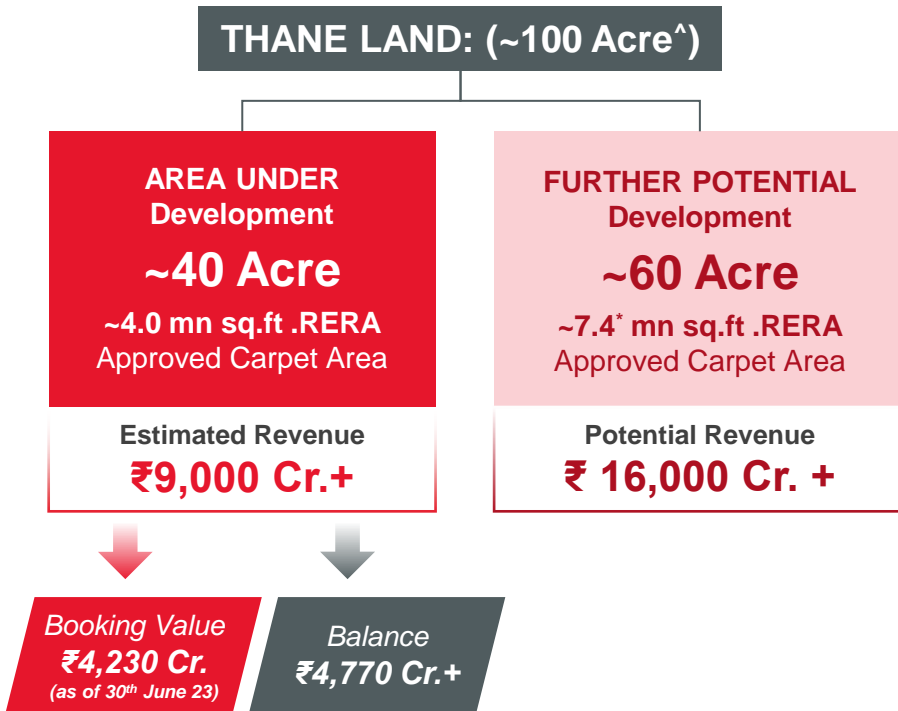 THANE LAND: (~100 Acre^)
AREA UNDER
Development
~40 Acre
~4.0 mn sq.ft .RERA
Approved Carpet Area
Estimated Revenue
₹9,000 Cr.+
FURTHER POTENTIAL
Development
~60 Acre
~7.4* mn sq.ft .RERA
Approved Carpet Area
Potential Revenue
₹ 16,000 Cr. +
Booking Value
₹4,230 Cr.
(as of 30th June 23)
Balance
₹4,770 Cr.+